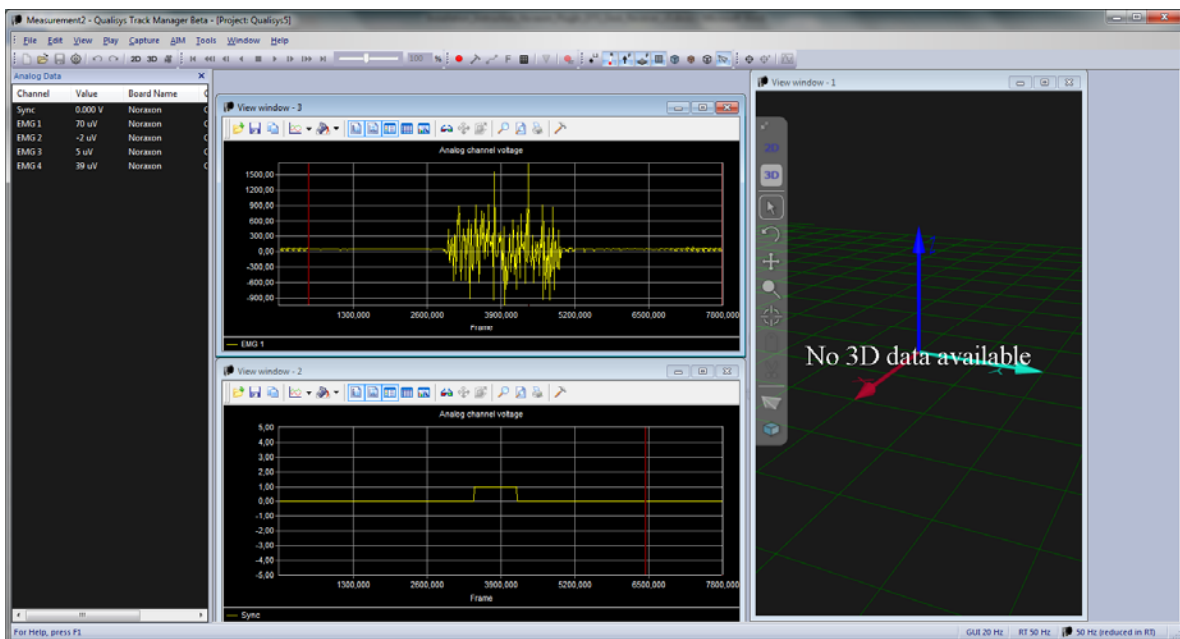 Measurement2 - Qualisys Track Manager Beta - [Project: Qualisys5]
File Edit View Play Capture AIM Tools Window Help
2D 3D 100 % F
Analog Data
Channel Value Board Name
Sync 0.000 V Noraxon
EMG 1 70 uV Noraxon
EMG 2 -2 uV Noraxon
EMG 3 5 uV Noraxon
EMG 4 39 uV Noraxon
View window - 3
Analog channel voltage
1500,00
1200,00
900,00
600,00
300,00
0,00
-300,00
-600,00
-900,00
1300,000 2600,000 3900,000 5200,000 6500,000 7800,000
Frame
EMG 1
View window - 2
Analog channel voltage
5,00
4,00
3,00
2,00
1,00
0,00
-1,00
-2,00
-3,00
-4,00
-5,00
1300,000 2600,000 3900,000 5200,000 6500,000 7800,000
Frame
Sync
View window - 1
2D
3D
No 3D data available
For Help, press F1
GUI 20 Hz RT 50 Hz 50 Hz (reduced in RT)